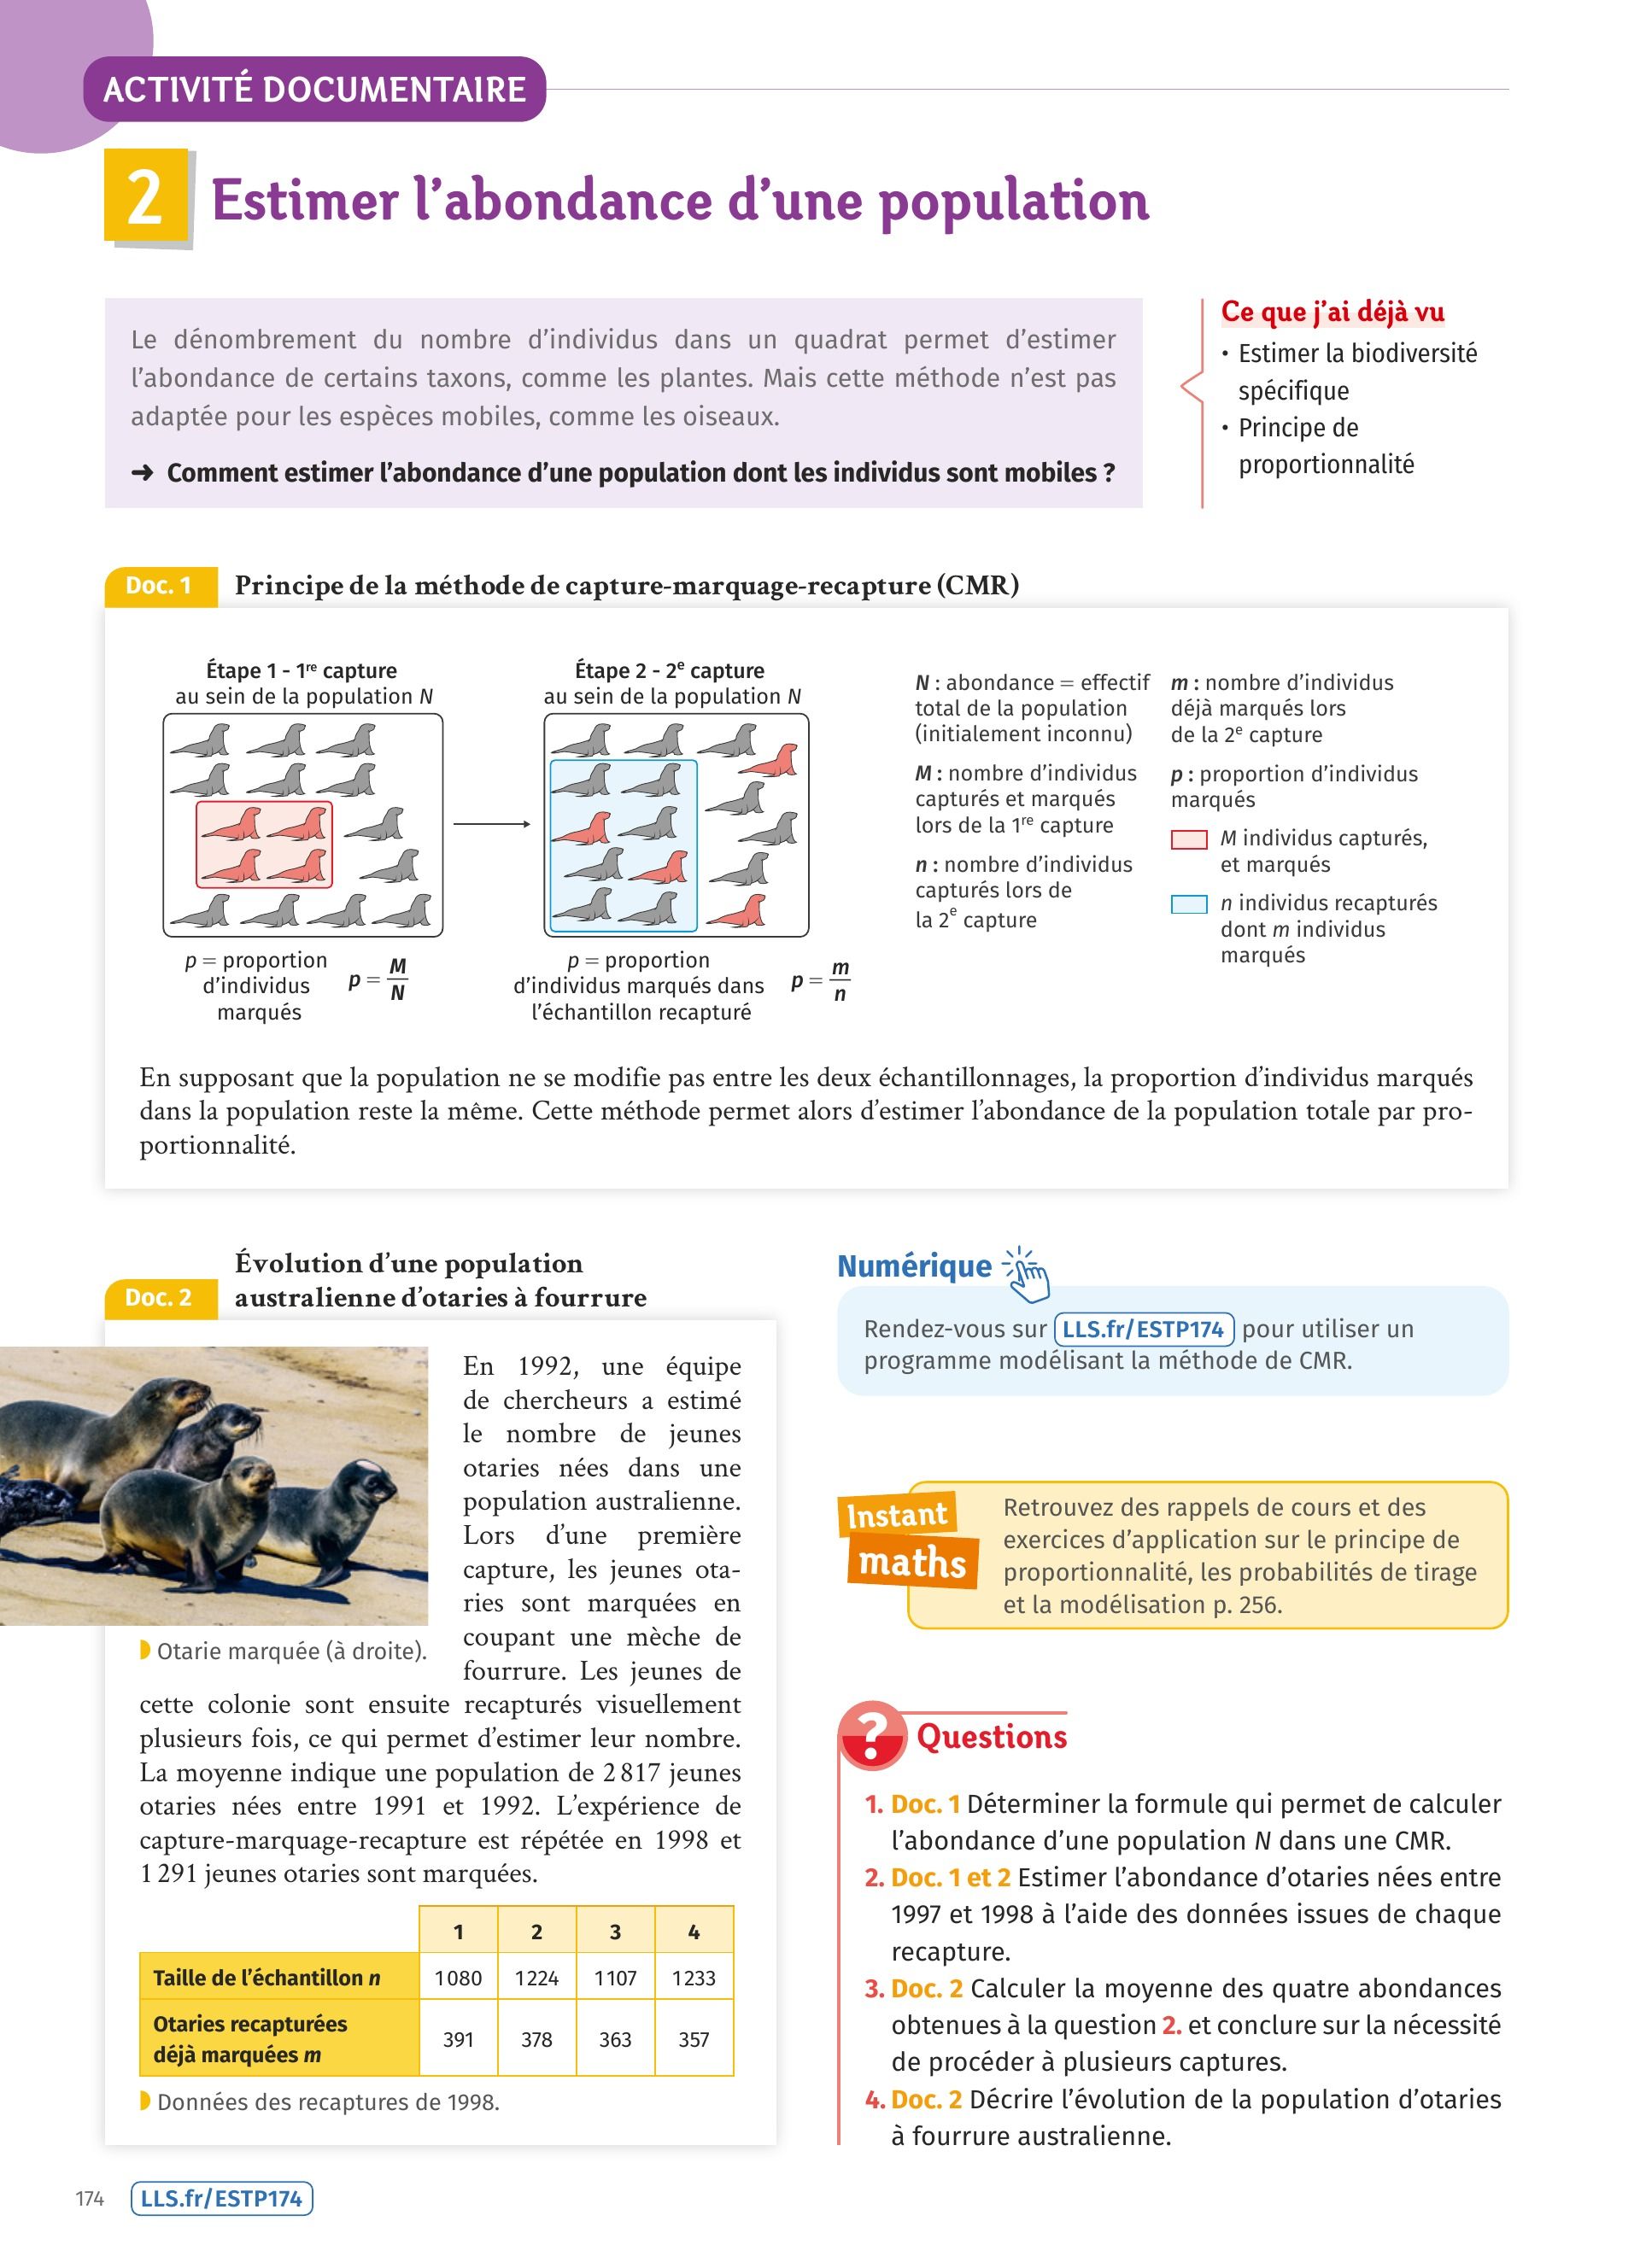 ACTIVITÉ DOCUMENTAIRE
2 Estimer l’abondance d’une population
Le dénombrement du nombre d’individus dans un quadrat permet d’estimer
l’abondance de certains taxons, comme les plantes. Mais cette méthode n’est pas
adaptée pour les espèces mobiles, comme les oiseaux.
➜ Comment estimer l’abondance d’une population dont les individus sont mobiles ?
Ce que j’ai déjà vu
• Estimer la biodiversité
spécifique
• Principe de
proportionnalité
Doc. 1 Principe de la méthode de capture-marquage-recapture (CMR)
Étape 1 - 1re capture
au sein de la population N
p = proportion
d’individus
marqués
p = M/N
Étape 2 - 2e capture
au sein de la population N
p = proportion
d’individus marqués dans
l’échantillon recapturé
p = m/n
N : abondance = effectif
total de la population
(initialement inconnu)
M : nombre d’individus
capturés et marqués
lors de la 1re capture
n : nombre d’individus
capturés lors de
la 2e capture
m : nombre d’individus
déjà marqués lors
de la 2e capture
p : proportion d’individus
marqués
M individus capturés,
et marqués
n individus recapturés
dont m individus
marqués
En supposant que la population ne se modifie pas entre les deux échantillonnages, la proportion d’individus marqués
dans la population reste la même. Cette méthode permet alors d’estimer l’abondance de la population totale par pro-
portionnalité.
Doc. 2 Évolution d’une population
australienne d’otaries à fourrure
En 1992, une équipe
de chercheurs a estimé
le nombre de jeunes
otaries nées dans une
population australienne.
Lors d’une première
capture, les jeunes ota-
ries sont marquées en
coupant une mèche de
fourrure. Les jeunes de
Otarie marquée (à droite).
cette colonie sont ensuite recapturés visuellement
plusieurs fois, ce qui permet d’estimer leur nombre.
La moyenne indique une population de 2 817 jeunes
otaries nées entre 1991 et 1992. L’expérience de
capture-marquage-recapture est répétée en 1998 et
1 291 jeunes otaries sont marquées.
1 2 3 4
Taille de l’échantillon n 1 080 1 224 1 107 1 233
Otaries recapturées
déjà marquées m 391 378 363 357
Données des recaptures de 1998.
Numérique
Rendez-vous sur LLS.fr/ESTP174 pour utiliser un
programme modélisant la méthode de CMR.
Instant
maths
Retrouvez des rappels de cours et des
exercices d’application sur le principe de
proportionnalité, les probabilités de tirage
et la modélisation p. 256.
? Questions
1. Doc. 1 Déterminer la formule qui permet de calculer
l’abondance d’une population N dans une CMR.
2. Doc. 1 et 2 Estimer l’abondance d’otaries nées entre
1997 et 1998 à l’aide des données issues de chaque
recapture.
3. Doc. 2 Calculer la moyenne des quatre abondances
obtenues à la question 2. et conclure sur la nécessité
de procéder à plusieurs captures.
4. Doc. 2 Décrire l’évolution de la population d’otaries
à fourrure australienne.
174 LLS.fr/ESTP174